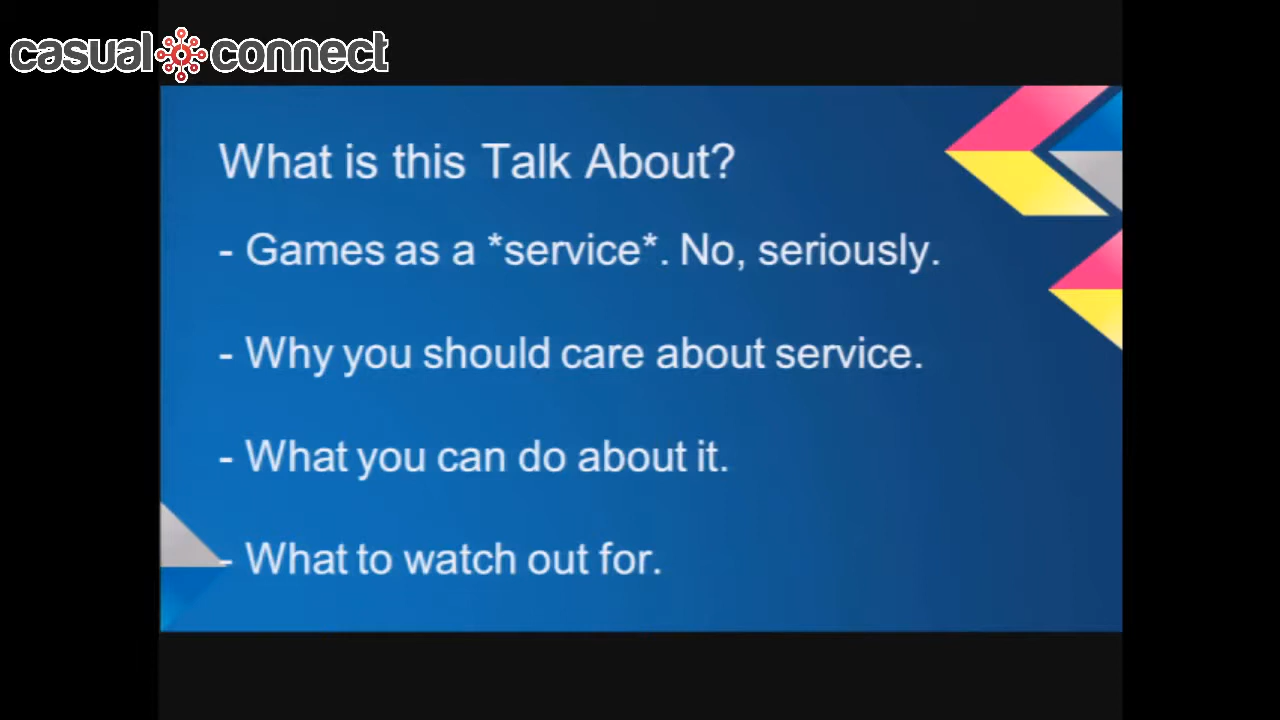 casual connect
What is this Talk About?
- Games as a *service*. No, seriously.
- Why you should care about service.
- What you can do about it.
- What to watch out for.